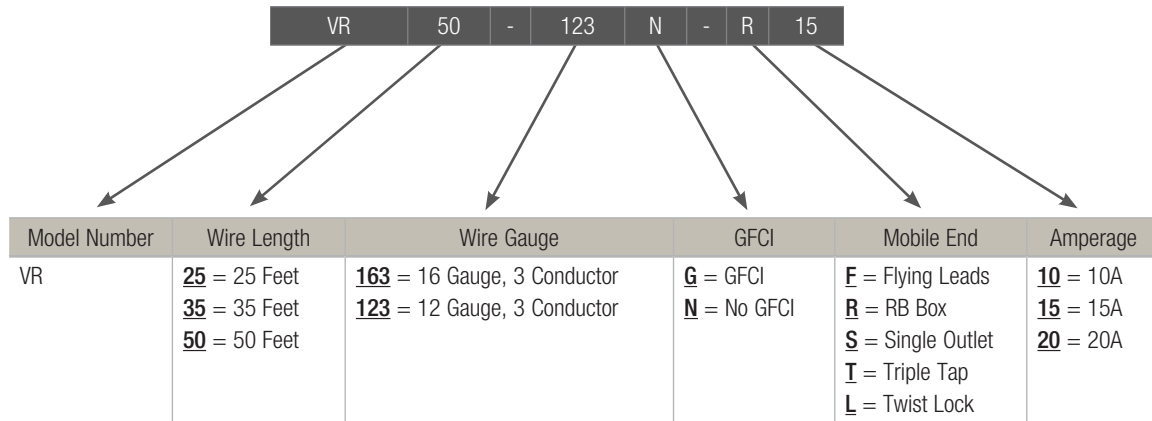 VR 50 - 123 N - R 15
Model Number Wire Length Wire Gauge GFCI Mobile End Amperage
VR 25 = 25 Feet 163 = 16 Gauge, 3 Conductor G = GFCI F = Flying Leads 10 = 10A
35 = 35 Feet 123 = 12 Gauge, 3 Conductor N = No GFCI R = RB Box 15 = 15A
50 = 50 Feet S = Single Outlet 20 = 20A
T = Triple Tap
L = Twist Lock